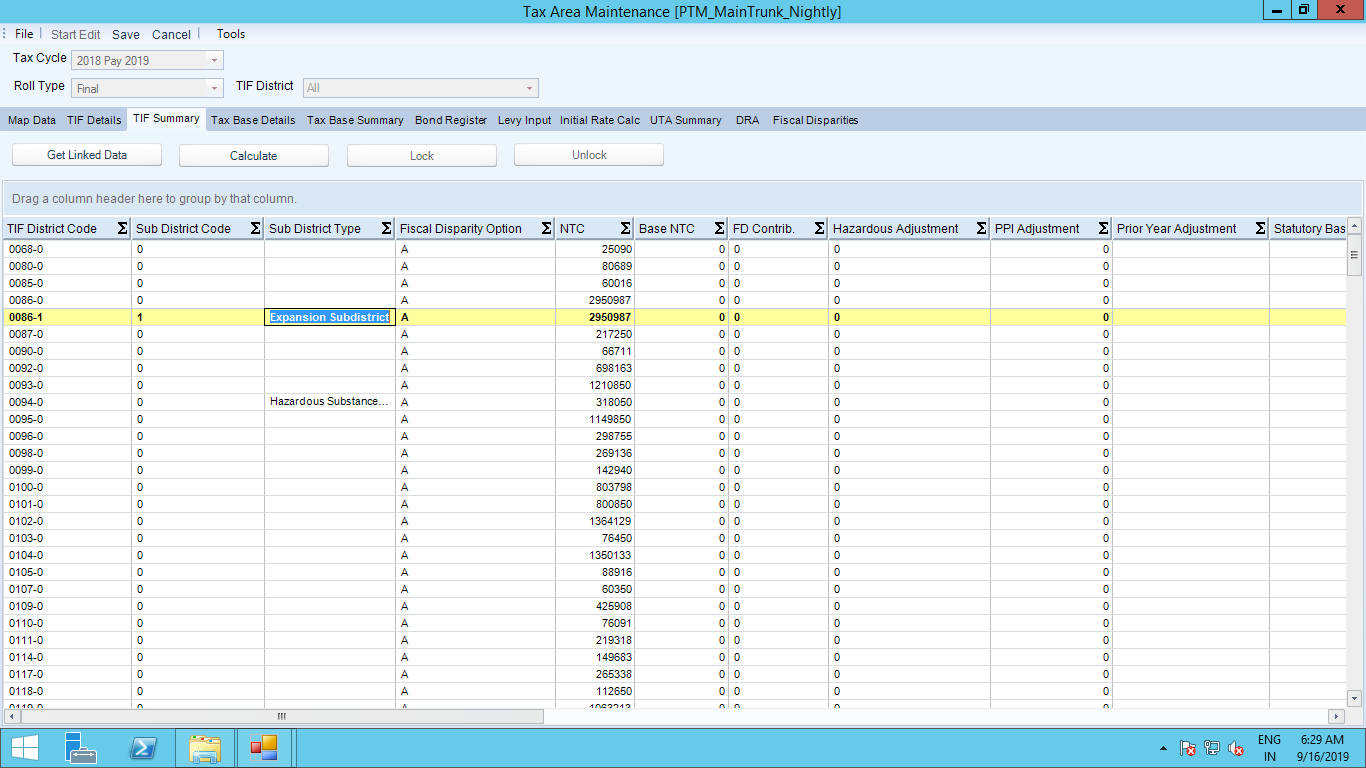 Tax Area Maintenance [PTM_MainTrunk_Nightly]
File Start Edit Save Cancel Tools
Tax Cycle 2018 Pay 2019
Roll Type Final TIF District All
Map Data TIF Details TIF Summary Tax Base Details Tax Base Summary Bond Register Levy Input Initial Rate Calc UTA Summary DRA Fiscal Disparities
Get Linked Data Calculate Lock Unlock
Drag a column header here to group by that column.
TIF District Code Σ Sub District Code Σ Sub District Type Σ Fiscal Disparity Option Σ NTC Σ Base NTC Σ FD Contrib. Σ Hazardous Adjustment Σ PPI Adjustment Σ Prior Year Adjustment Σ Statutory Bas
0068-0 0 A 25090 0 0 0 0
0080-0 0 A 80689 0 0 0 0
0085-0 0 A 60016 0 0 0 0
0086-0 0 A 2950987 0 0 0 0
0086-1 1 Expansion Subdistrict A 2950987 0 0 0 0
0087-0 0 A 217250 0 0 0 0
0090-0 0 A 66711 0 0 0 0
0092-0 0 A 698163 0 0 0 0
0093-0 0 A 1210850 0 0 0 0
0094-0 0 Hazardous Substance... A 318050 0 0 0 0
0095-0 0 A 1149850 0 0 0 0
0096-0 0 A 298755 0 0 0 0
0098-0 0 A 269136 0 0 0 0
0099-0 0 A 142940 0 0 0 0
0100-0 0 A 803798 0 0 0 0
0101-0 0 A 800850 0 0 0 0
0102-0 0 A 1364129 0 0 0 0
0103-0 0 A 76450 0 0 0 0
0104-0 0 A 1350133 0 0 0 0
0105-0 0 A 88916 0 0 0 0
0107-0 0 A 60350 0 0 0 0
0109-0 0 A 425908 0 0 0 0
0110-0 0 A 76091 0 0 0 0
0111-0 0 A 219318 0 0 0 0
0114-0 0 A 149683 0 0 0 0
0117-0 0 A 265338 0 0 0 0
0118-0 0 A 112650 0 0 0 0
0119-0 0 A 1063213 0 0 0 0
ENG 6:29 AM
IN 9/16/2019